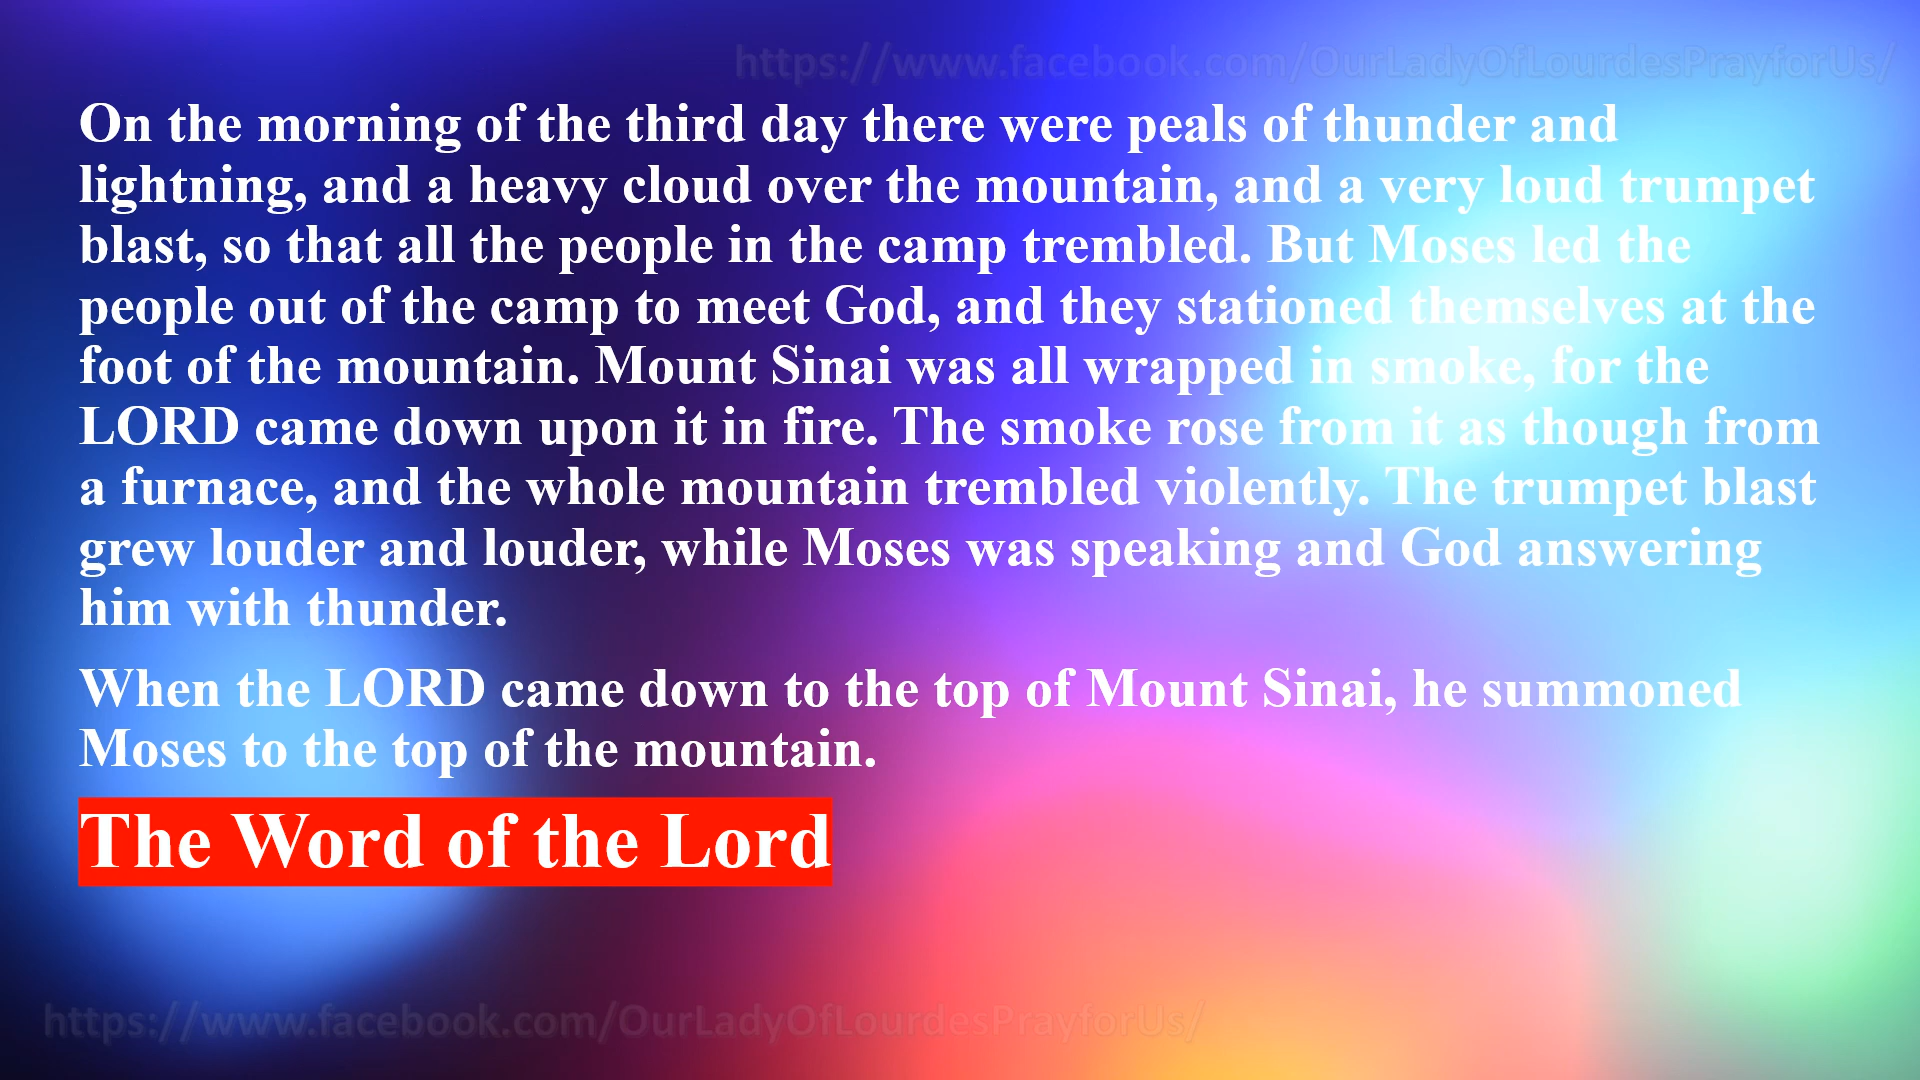 https://www.facebook.com/OurLadyOfLourdesPrayforUs/
On the morning of the third day there were peals of thunder and
lightning, and a heavy cloud over the mountain, and a very loud trumpet
blast, so that all the people in the camp trembled. But Moses led the
people out of the camp to meet God, and they stationed themselves at the
foot of the mountain. Mount Sinai was all wrapped in smoke, for the
LORD came down upon it in fire. The smoke rose from it as though from
a furnace, and the whole mountain trembled violently. The trumpet blast
grew louder and louder, while Moses was speaking and God answering
him with thunder.
When the LORD came down to the top of Mount Sinai, he summoned
Moses to the top of the mountain.
The Word of the Lord
https://www.facebook.com/OurLadyOfLourdesPrayforUs/